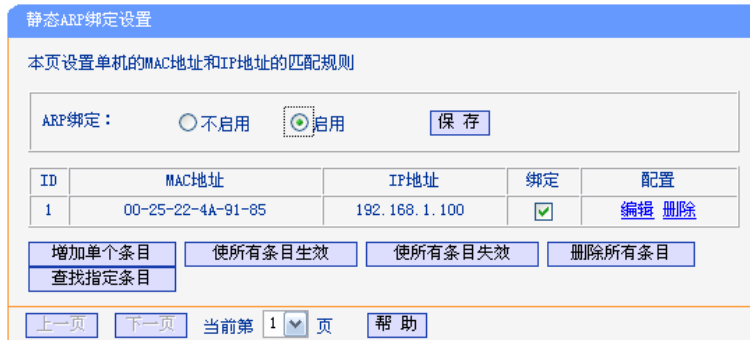 静态ARP绑定设置
本页设置单机的MAC地址和IP地址的匹配规则
ARP绑定： 不启用 启用 保 存
ID MAC地址 IP地址 绑定 配置
1 00-25-22-4A-91-85 192.168.1.100 编辑 删除
增加单个条目 使所有条目生效 使所有条目失效 删除所有条目
查找指定条目
上一页 下一页 当前第 1 页 帮 助